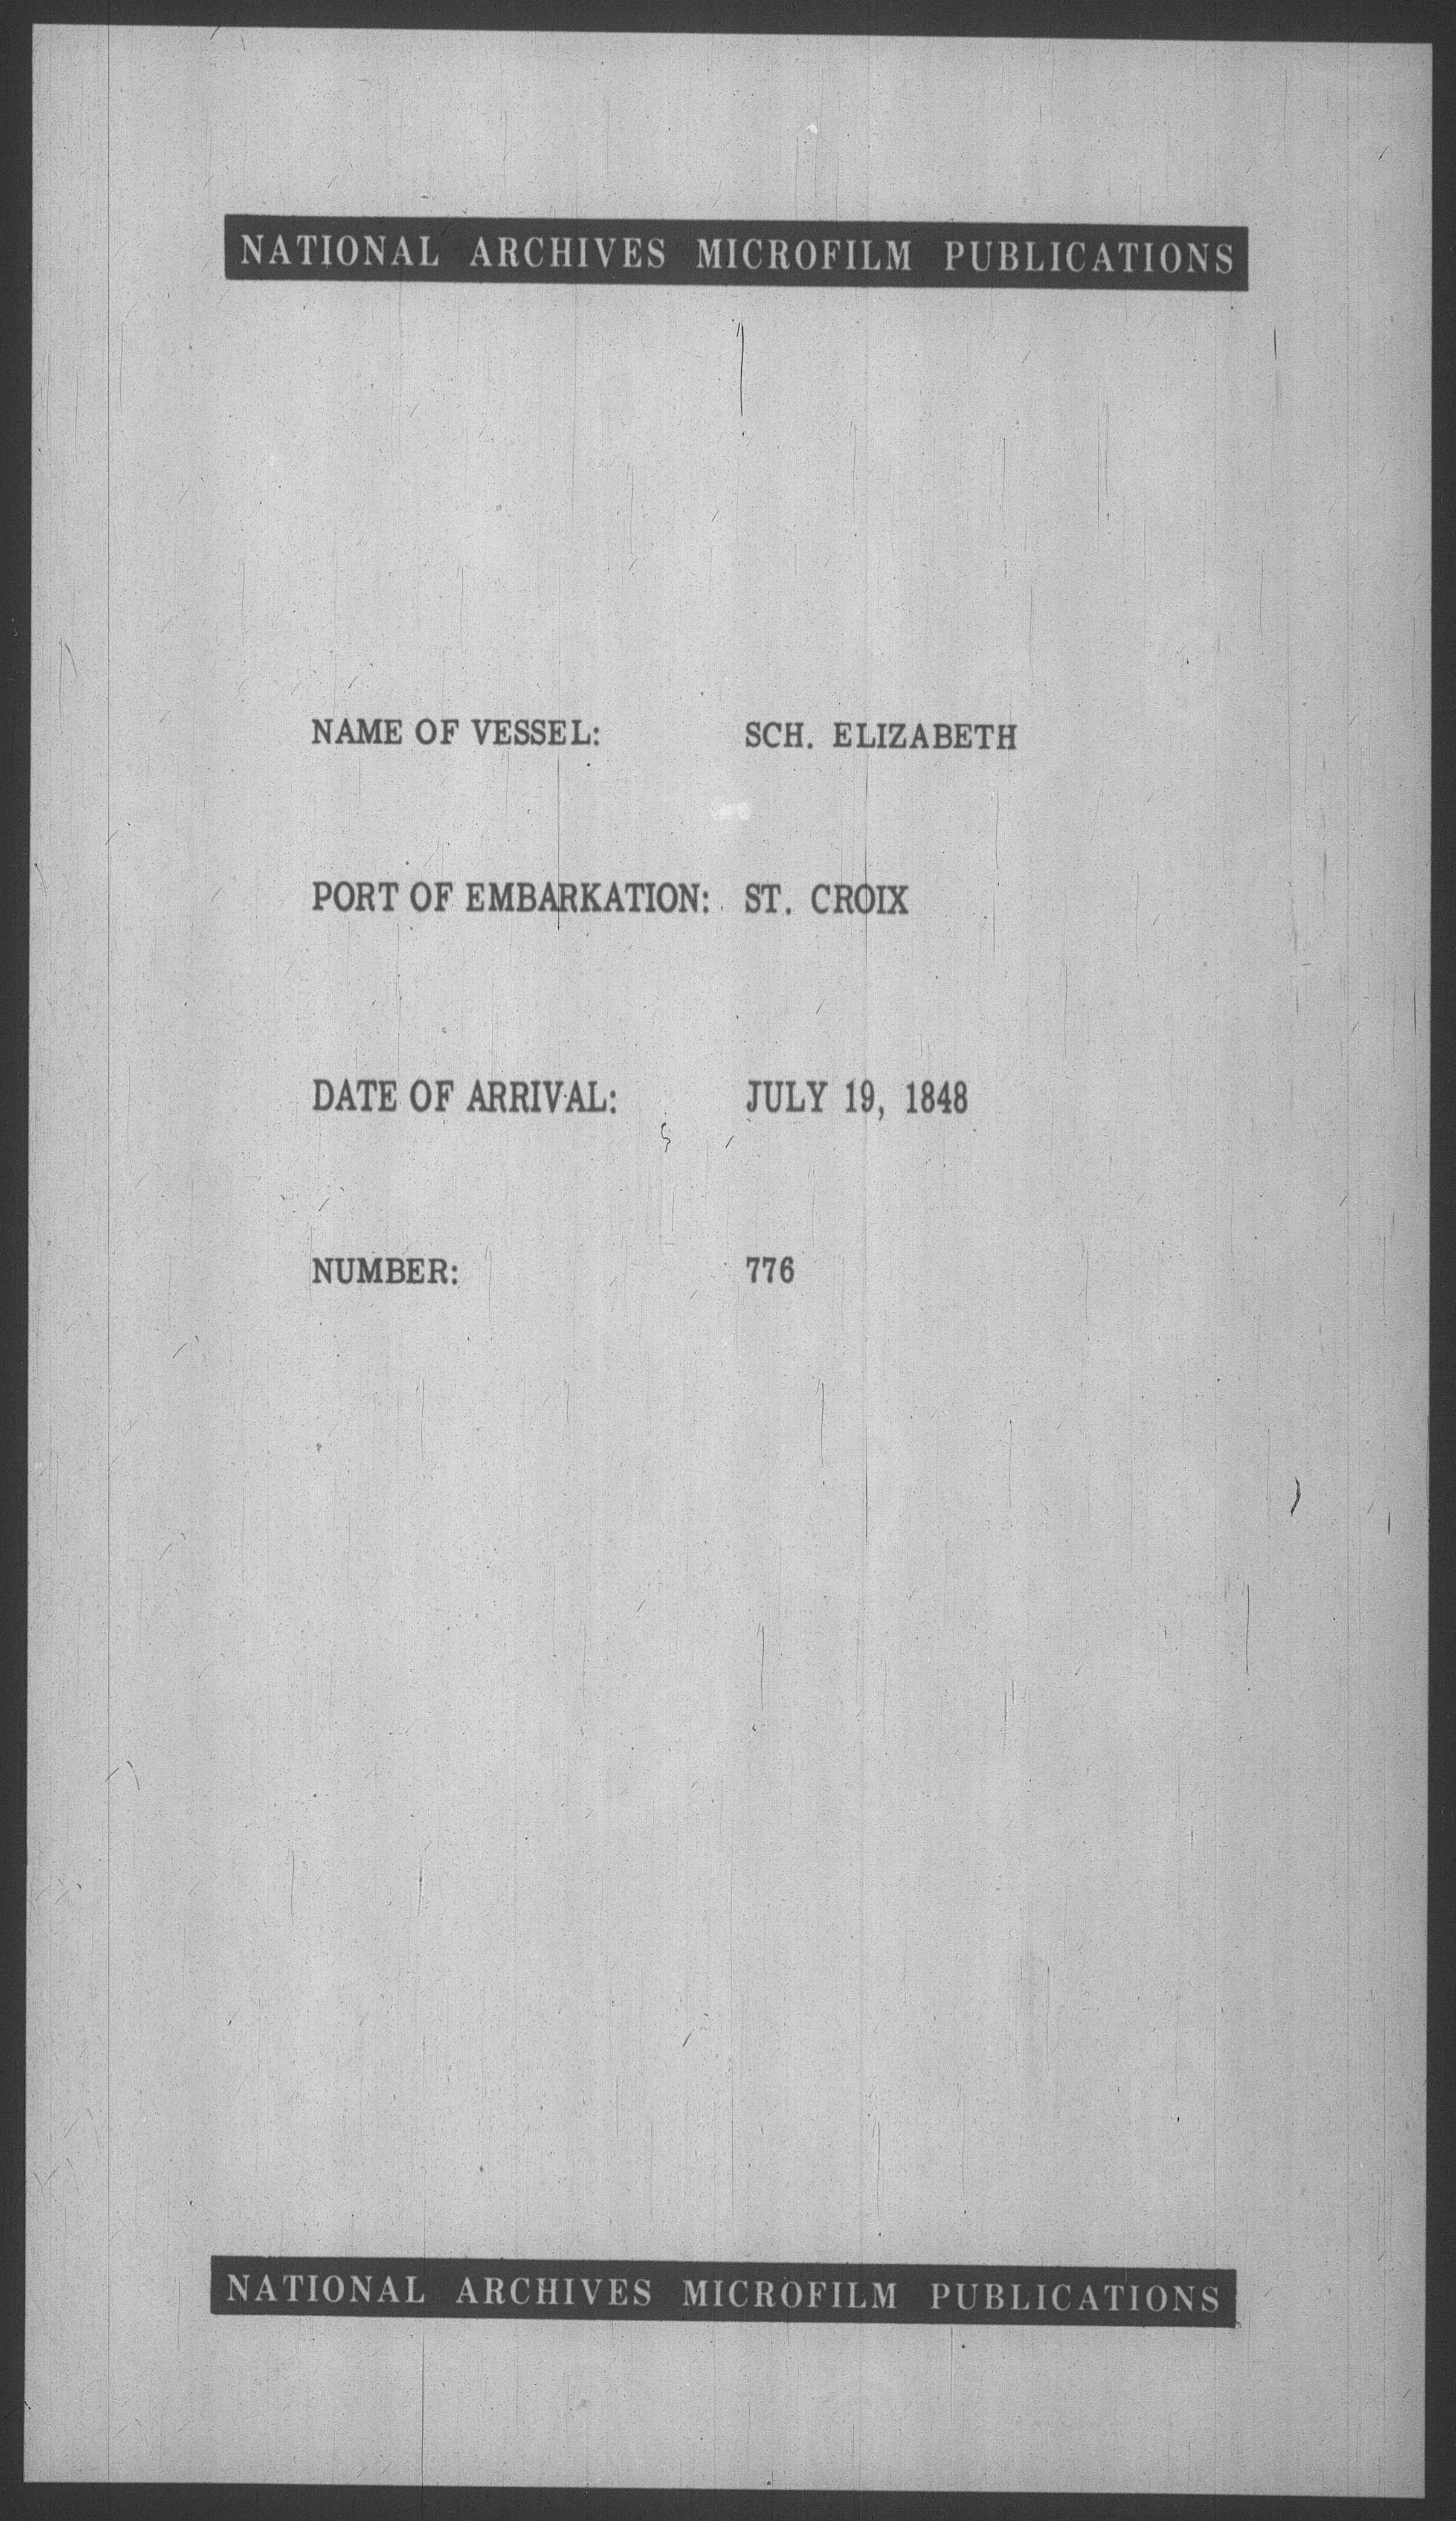 NATIONAL ARCHIVES MICROFILM PUBLICATIONS
NAME OF VESSEL: SCH. ELIZABETH
PORT OF EMBARKATION: ST. CROIX
DATE OF ARRIVAL: JULY 19, 1848
NUMBER: 776
NATIONAL ARCHIVES MICROFILM PUBLICATIONS